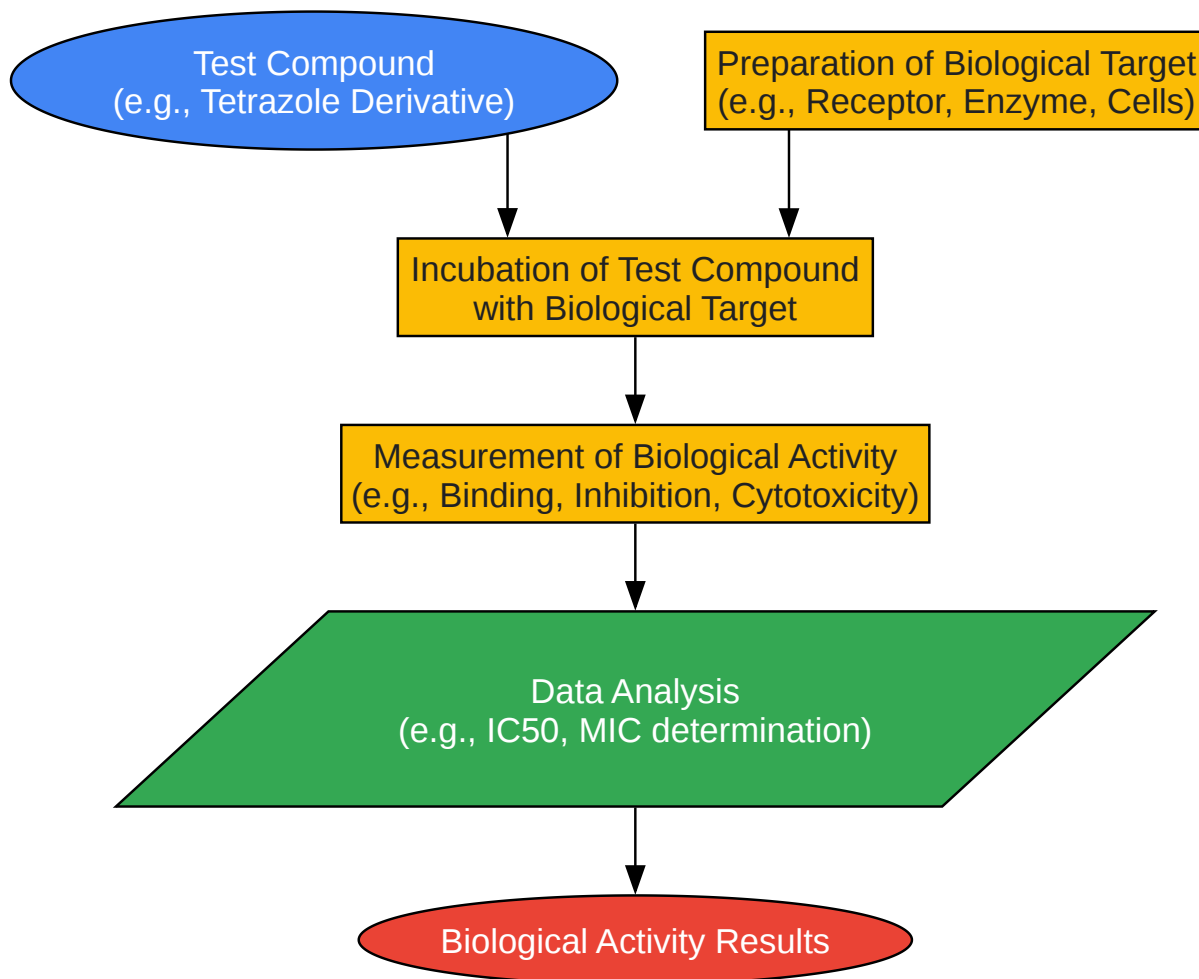 Test Compound
(e.g., Tetrazole Derivative)
Preparation of Biological Target
(e.g., Receptor, Enzyme, Cells)
Incubation of Test Compound
with Biological Target
Measurement of Biological Activity
(e.g., Binding, Inhibition, Cytotoxicity)
Data Analysis
(e.g., IC50, MIC determination)
Biological Activity Results